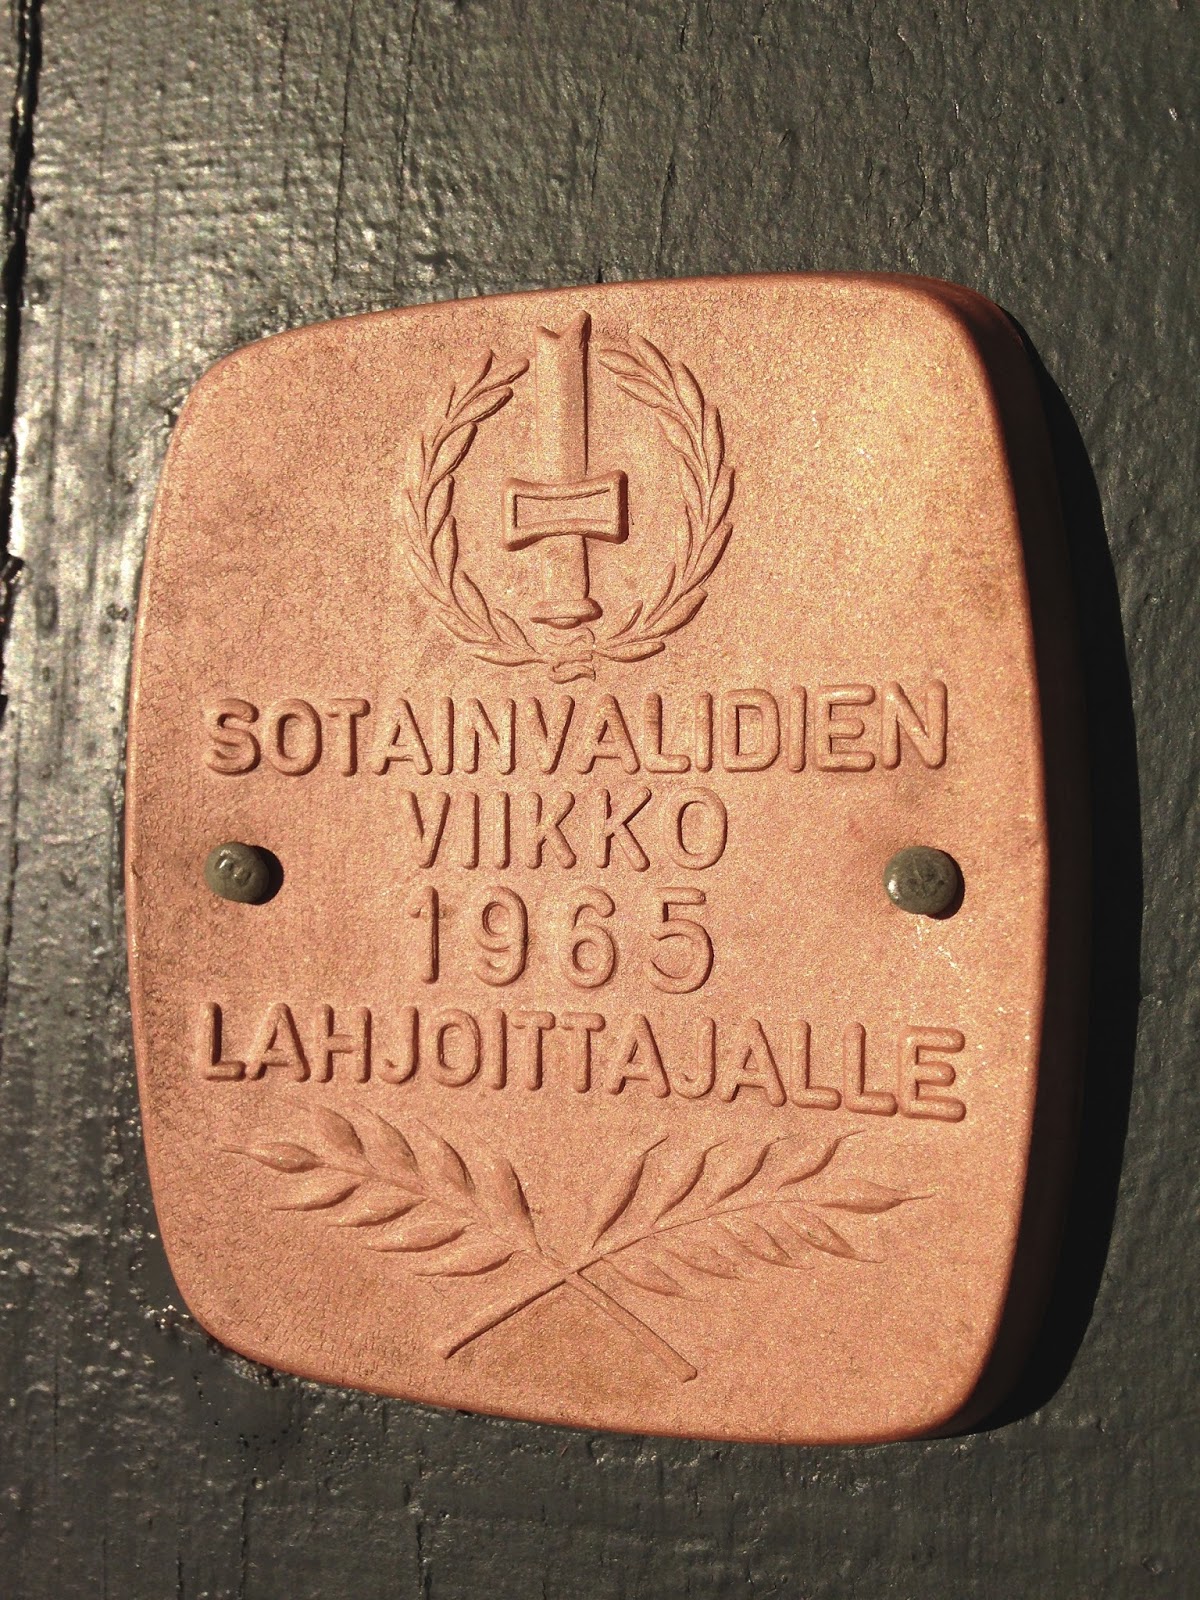 SOTAINVALIDIEN
VIIKKO
1965
LAHJOITTAJALLE